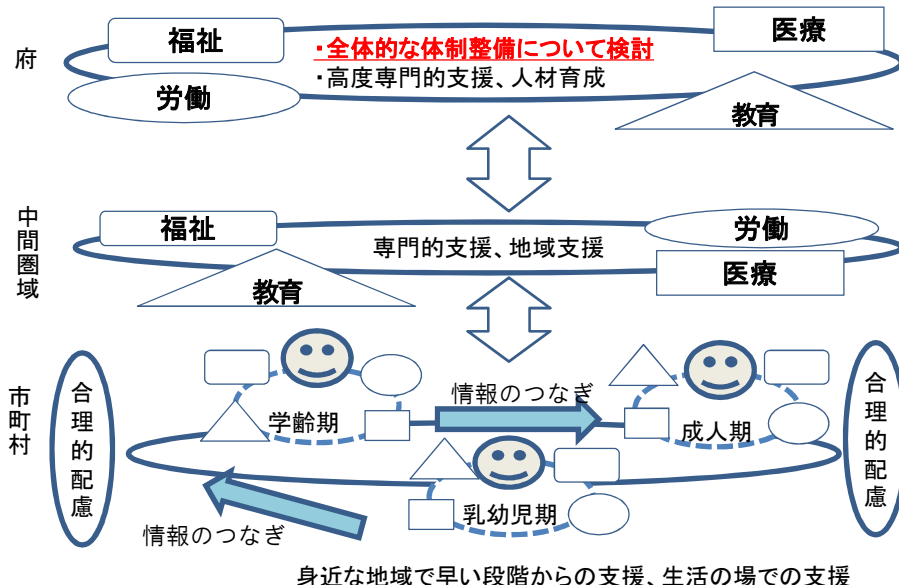 府
福祉
医療
・全体的な体制整備について検討
・高度専門的支援、人材育成
労働
教育
中間圏域
福祉
労働
専門的支援、地域支援
教育
医療
市町村
合理的配慮
学齢期
情報のつなぎ
成人期
合理的配慮
乳幼児期
情報のつなぎ
身近な地域で早い段階からの支援、生活の場での支援